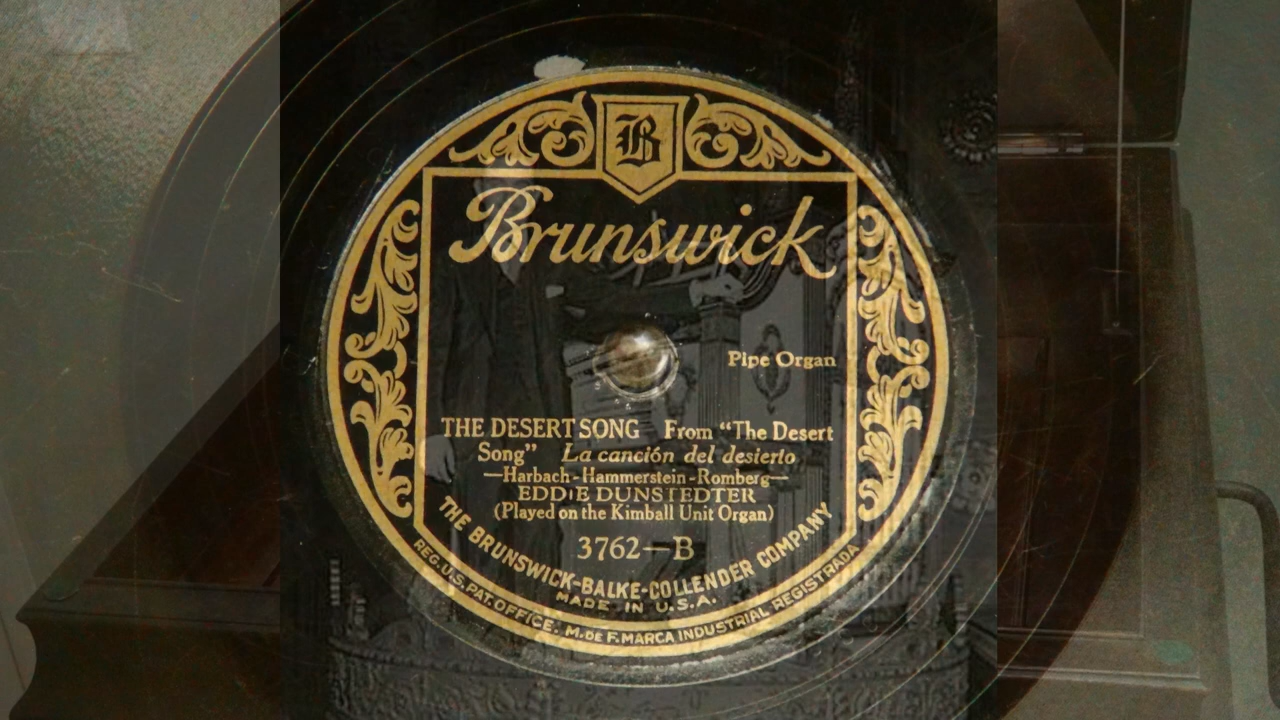 B
Brunswick
Pipe Organ
THE DESERT SONG From "The Desert
Song" La canción del desierto
—Harbach-Hammerstein-Romberg—
EDDIE DUNSTEDTER
(Played on the Kimball Unit Organ)
3762—B
THE BRUNSWICK-BALKE-COLLENDER COMPANY
MADE IN U.S.A.
REG. U.S. PAT. OFFICE. M. DE F. MARCA INDUSTRIAL REGISTRADA